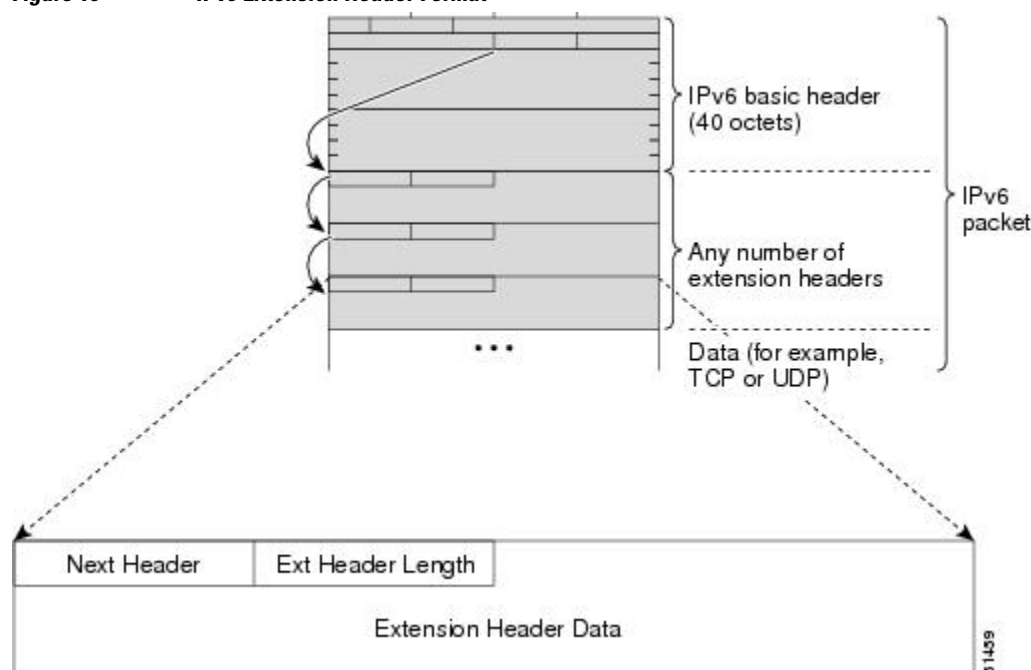 IPv6 basic header
(40 octets)
IPv6
packet
Any number of
extension headers
Data (for example,
TCP or UDP)
Next Header
Ext Header Length
Extension Header Data